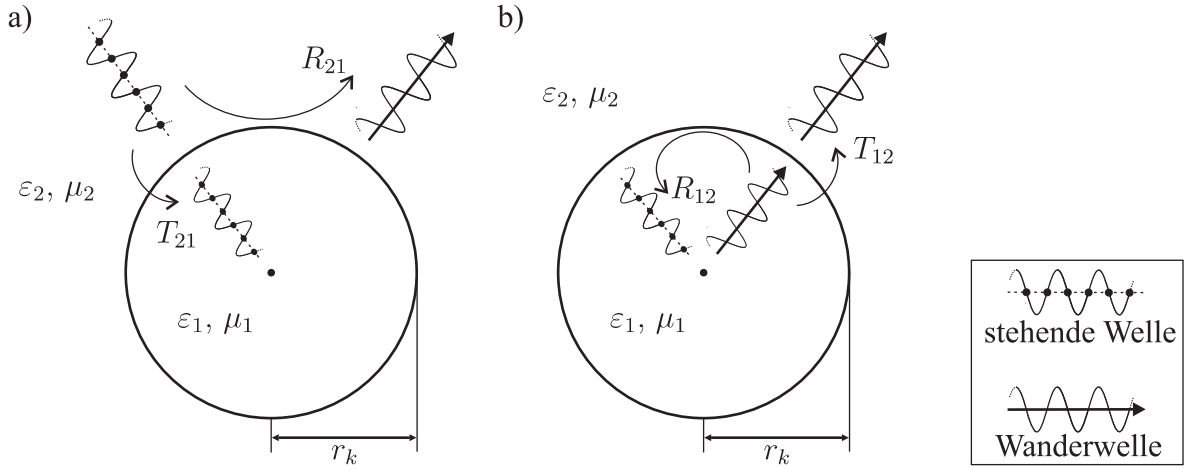 a)
R₂₁
ε₂, μ₂
T₂₁
ε₁, μ₁
rₖ
b)
ε₂, μ₂
T₁₂
R₁₂
ε₁, μ₁
rₖ
stehende Welle
Wanderwelle